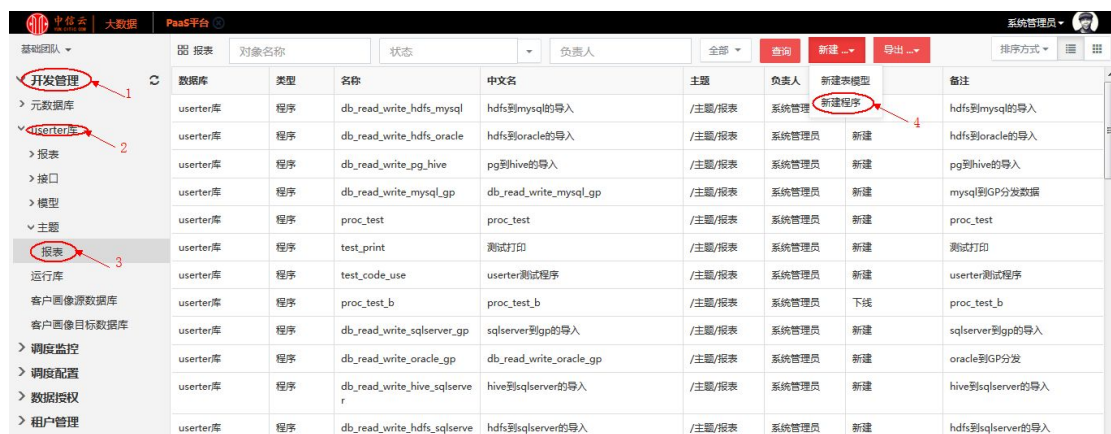 中信云 大数据 PaaS平台 系统管理员
基础团队 报表 对象名称 状态 负责人 全部 查询 新建 ... 导出 ... 排序方式
开发管理 1
元数据库
userter库 2
报表
接口
模型
主题
报表 3
运行库
客户画像源数据库
客户画像目标数据库
调度监控
调度配置
数据授权
租户管理
新建表模型
新建程序 4
数据库 类型 名称 中文名 主题 负责人 备注
userter库 程序 db_read_write_hdfs_mysql hdfs到mysql的导入 /主题/报表 系统管理 hdfs到mysql的导入
userter库 程序 db_read_write_hdfs_oracle hdfs到oracle的导入 /主题/报表 系统管理员 新建 hdfs到oracle的导入
userter库 程序 db_read_write_pg_hive pg到hive的导入 /主题/报表 系统管理员 新建 pg到hive的导入
userter库 程序 db_read_write_mysql_gp db_read_write_mysql_gp /主题/报表 系统管理员 新建 mysql到GP分发数据
userter库 程序 proc_test proc_test /主题/报表 系统管理员 新建 proc_test
userter库 程序 test_print 测试打印 /主题/报表 系统管理员 新建 测试打印
userter库 程序 test_code_use userter测试程序 /主题/报表 系统管理员 新建 userter测试程序
userter库 程序 proc_test_b proc_test_b /主题/报表 系统管理员 下线 proc_test_b
userter库 程序 db_read_write_sqlserver_gp sqlserver到gp的导入 /主题/报表 系统管理员 新建 sqlserver到gp的导入
userter库 程序 db_read_write_oracle_gp db_read_write_oracle_gp /主题/报表 系统管理员 新建 oracle到GP分发
userter库 程序 db_read_write_hive_sqlserve hive到sqlserver的导入 /主题/报表 系统管理员 新建 hive到sqlserver的导入
r
userter库 程序 db_read_write_hdfs_sqlserve hdfs到sqlserver的导入 /主题/报表 系统管理员 新建 hdfs到sqlserver的导入